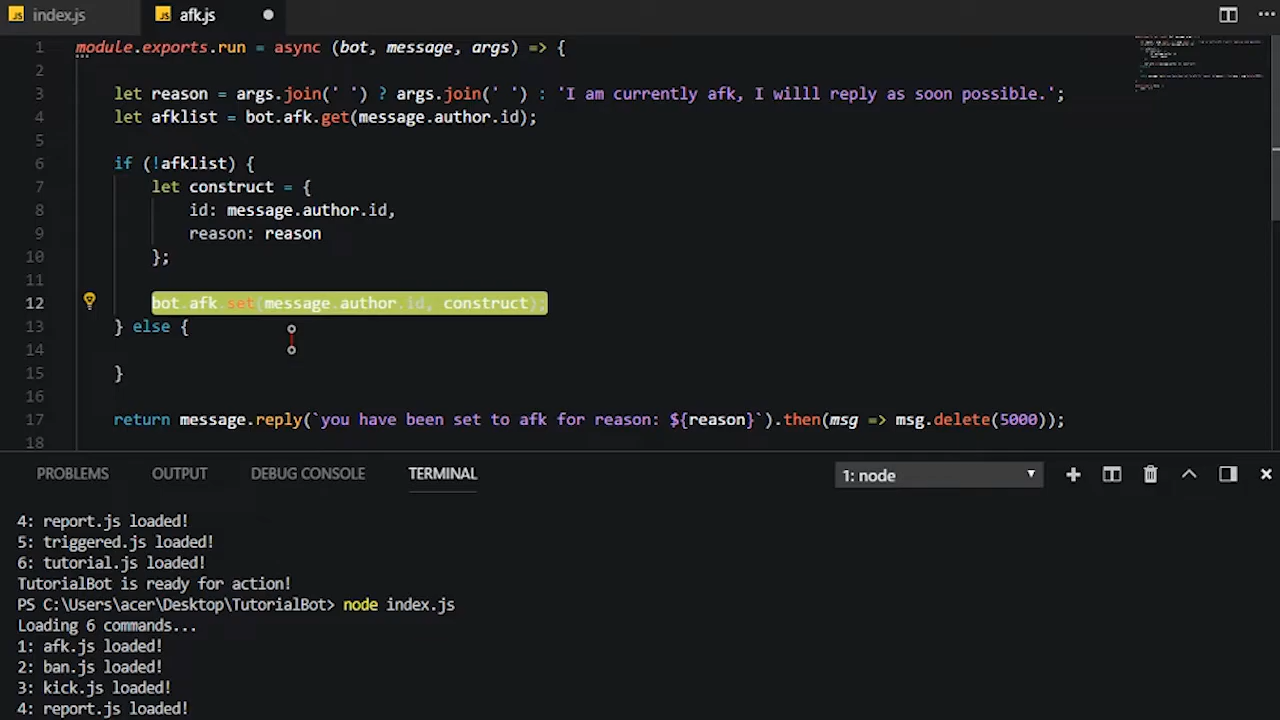 JS index.js JS afk.js
1 module.exports.run = async (bot, message, args) => {
2
3 let reason = args.join(' ') ? args.join(' ') : 'I am currently afk, I willl reply as soon possible.';
4 let afklist = bot.afk.get(message.author.id);
5
6 if (!afklist) {
7 let construct = {
8 id: message.author.id,
9 reason: reason
10 };
11
12 bot.afk.set(message.author.id, construct);
13 } else {
14
15 }
16
17 return message.reply(`you have been set to afk for reason: ${reason}`).then(msg => msg.delete(5000));
18
PROBLEMS OUTPUT DEBUG CONSOLE TERMINAL 1: node
4: report.js loaded!
5: triggered.js loaded!
6: tutorial.js loaded!
TutorialBot is ready for action!
PS C:\Users\acer\Desktop\TutorialBot> node index.js
Loading 6 commands...
1: afk.js loaded!
2: ban.js loaded!
3: kick.js loaded!
4: report.js loaded!